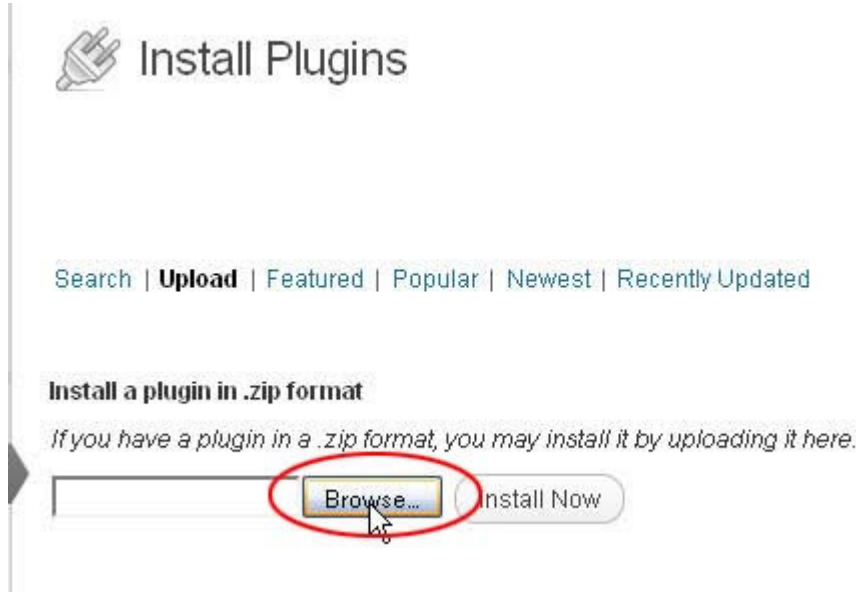 Install Plugins
Search | Upload | Featured | Popular | Newest | Recently Updated
Install a plugin in .zip format
If you have a plugin in a .zip format, you may install it by uploading it here.
Browse... Install Now